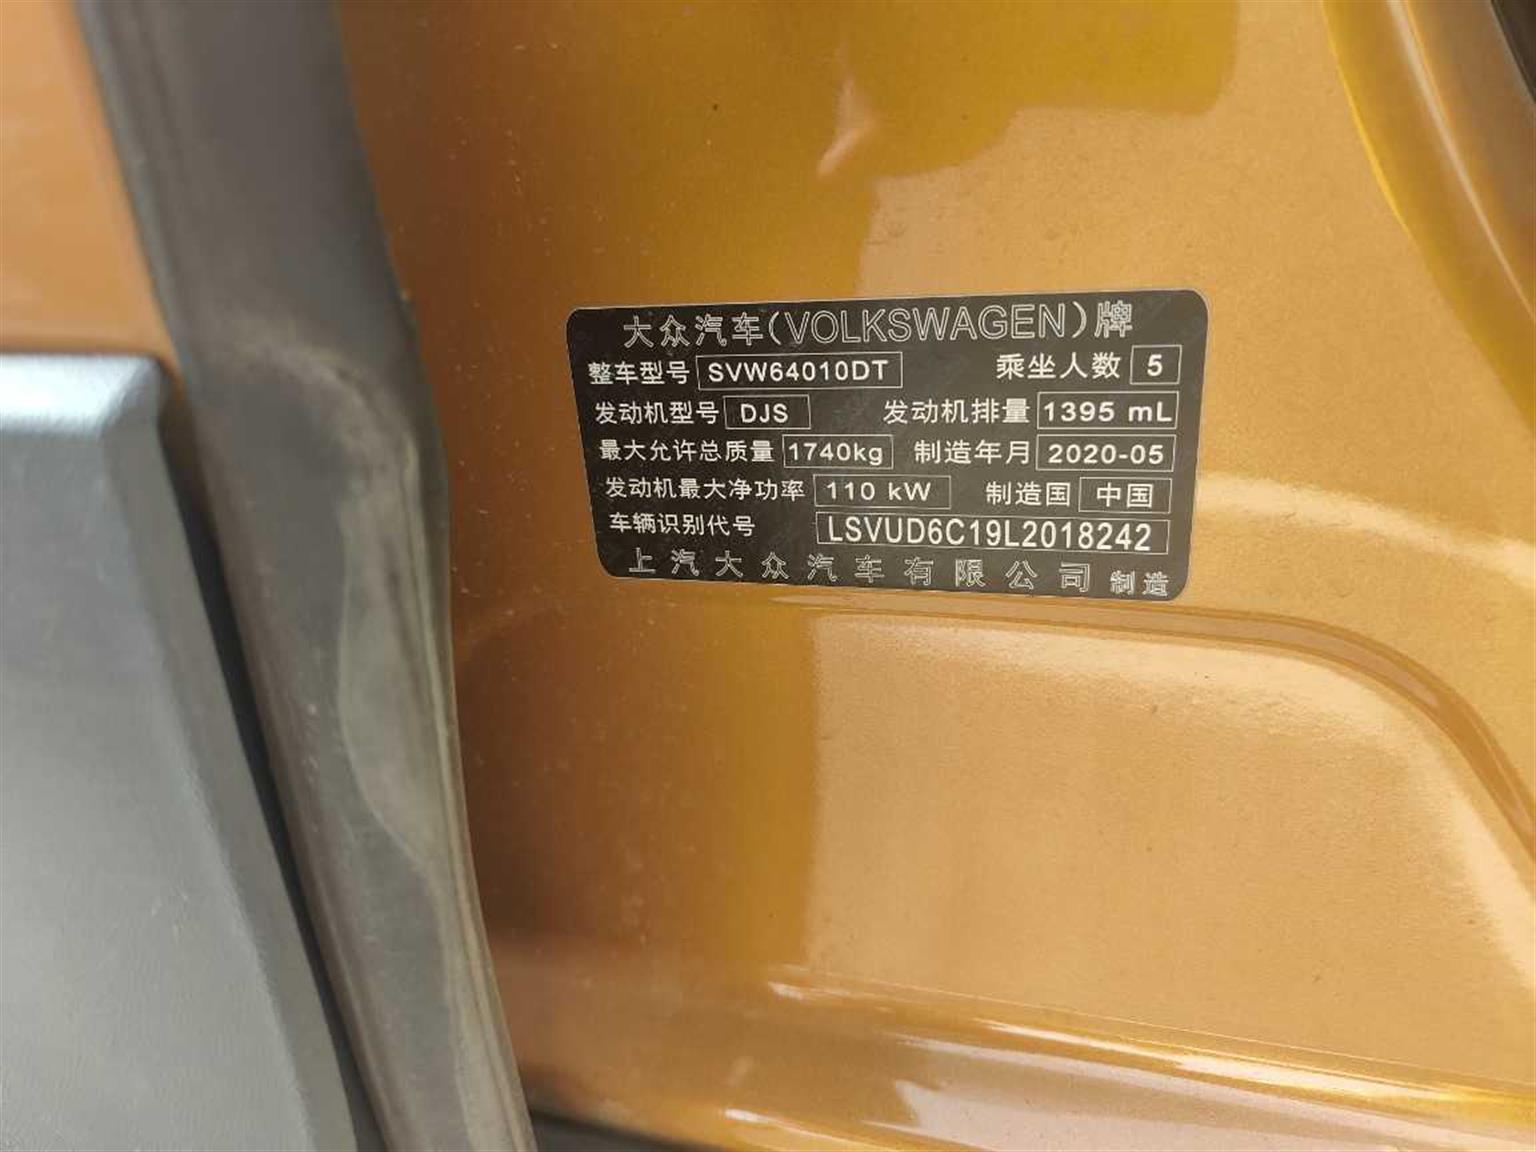 大众汽车(VOLKSWAGEN)牌
整车型号 SVW64010DT 乘坐人数 5
发动机型号 DJS 发动机排量 1395 mL
最大允许总质量 1740kg 制造年月 2020-05
发动机最大净功率 110 kW 制造国 中国
车辆识别代号 LSVUD6C19L2018242
上汽大众汽车有限公司 制造